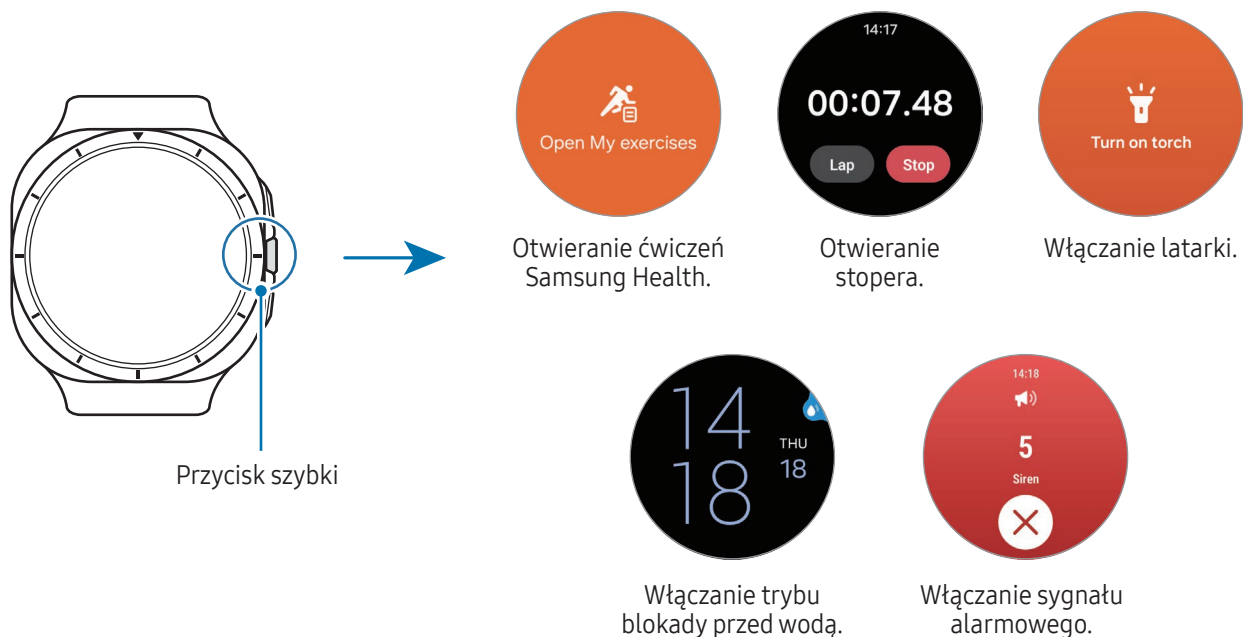 14:17
00:07.48
Lap
Stop
Open My exercises
Turn on torch
Otwieranie ćwiczeń
Samsung Health.
Otwieranie
stopera.
Włączanie latarki.
Przycisk szybki
14
18
THU
18
14:18
5
Siren
Włączanie trybu
blokady przed wodą.
Włączanie sygnału
alarmowego.